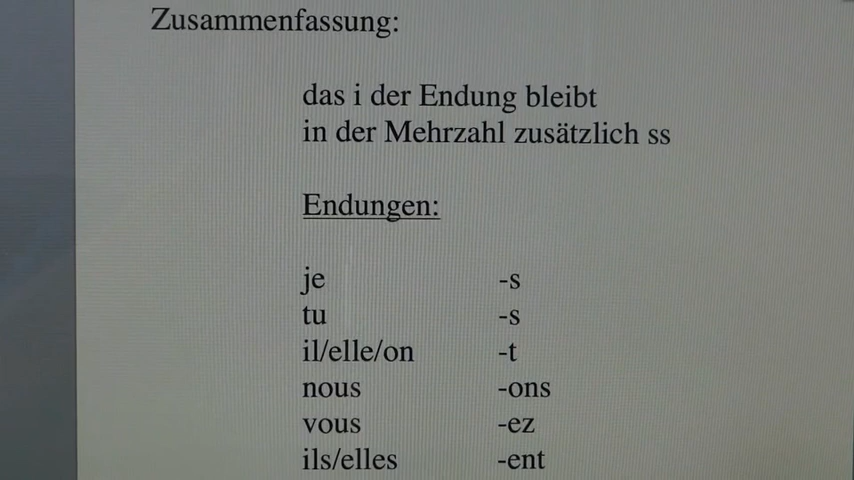 Zusammenfassung:
das i der Endung bleibt
in der Mehrzahl zusätzlich ss
Endungen:
je -s
tu -s
il/elle/on -t
nous -ons
vous -ez
ils/elles -ent